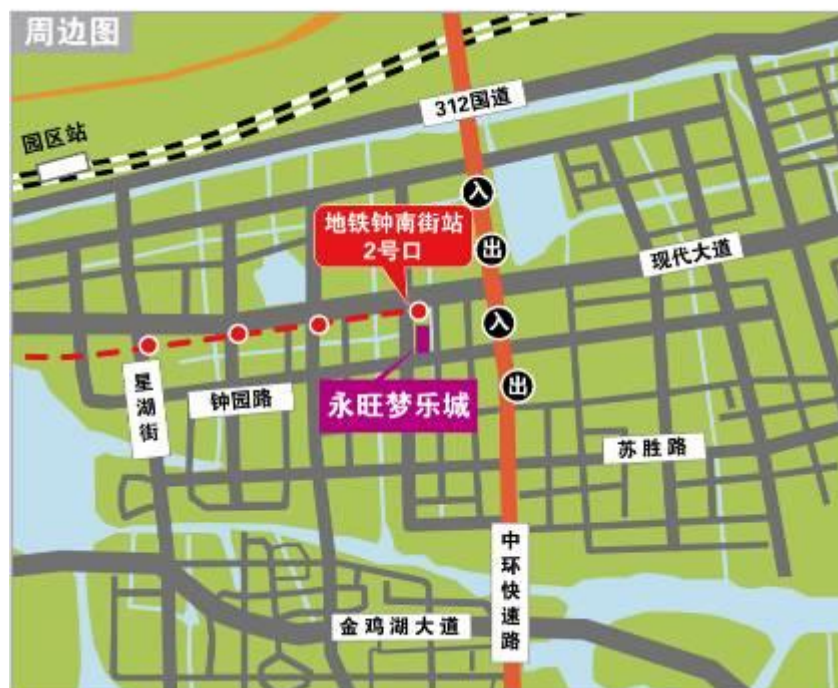 周边图
312国道
园区站
入
地铁钟南街站
2号口
出
现代大道
入
星湖街
钟园路
永旺梦乐城
出
苏胜路
中环快速路
金鸡湖大道